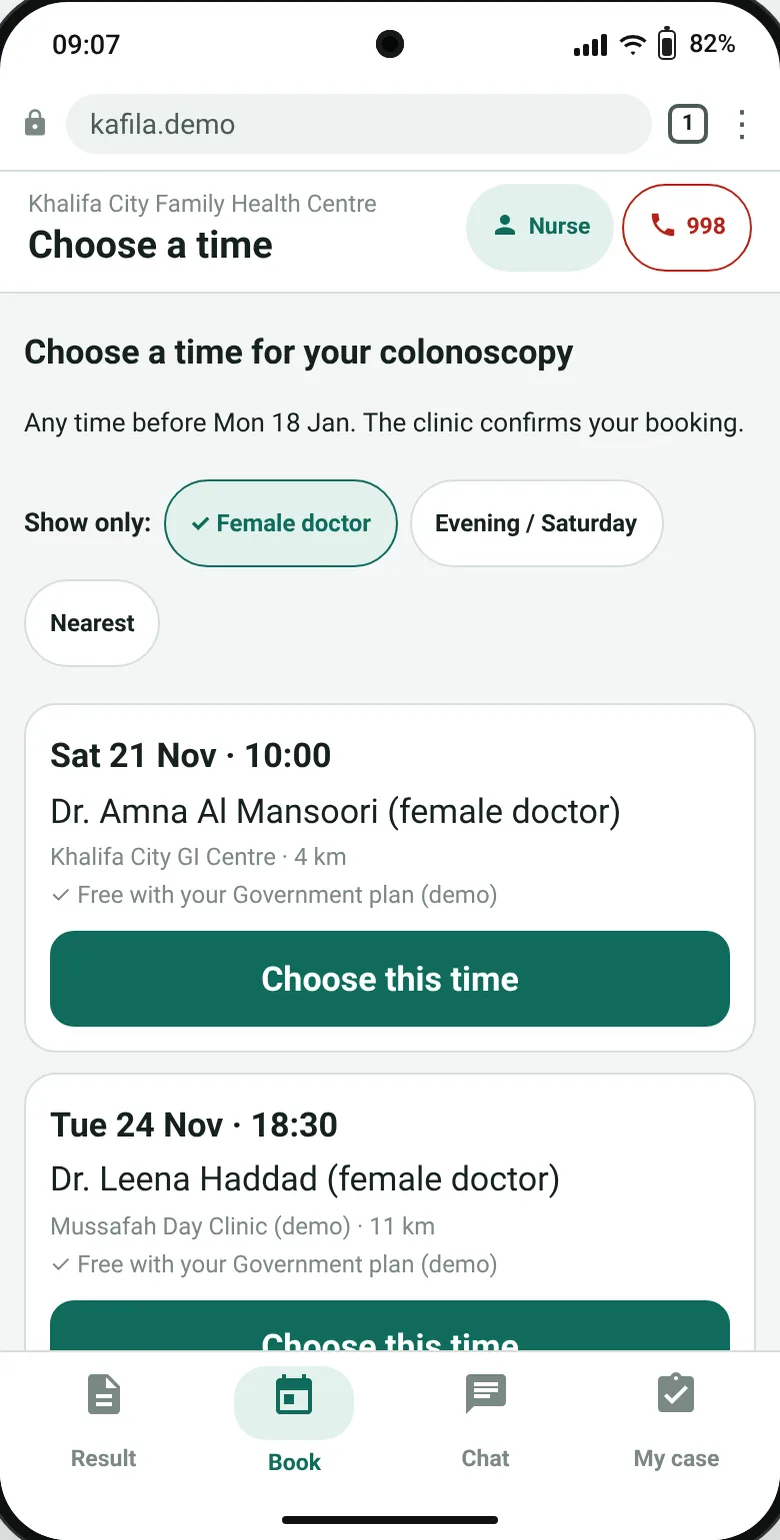 09:07
82%
kafila.demo
1
Khalifa City Family Health Centre
Choose a time
Nurse
998
Choose a time for your colonoscopy
Any time before Mon 18 Jan. The clinic confirms your booking.
Show only:
✓ Female doctor
Evening / Saturday
Nearest
Sat 21 Nov · 10:00
Dr. Amna Al Mansoori (female doctor)
Khalifa City GI Centre · 4 km
✓ Free with your Government plan (demo)
Choose this time
Tue 24 Nov · 18:30
Dr. Leena Haddad (female doctor)
Mussafah Day Clinic (demo) · 11 km
✓ Free with your Government plan (demo)
Choose this time
Result
Book
Chat
My case